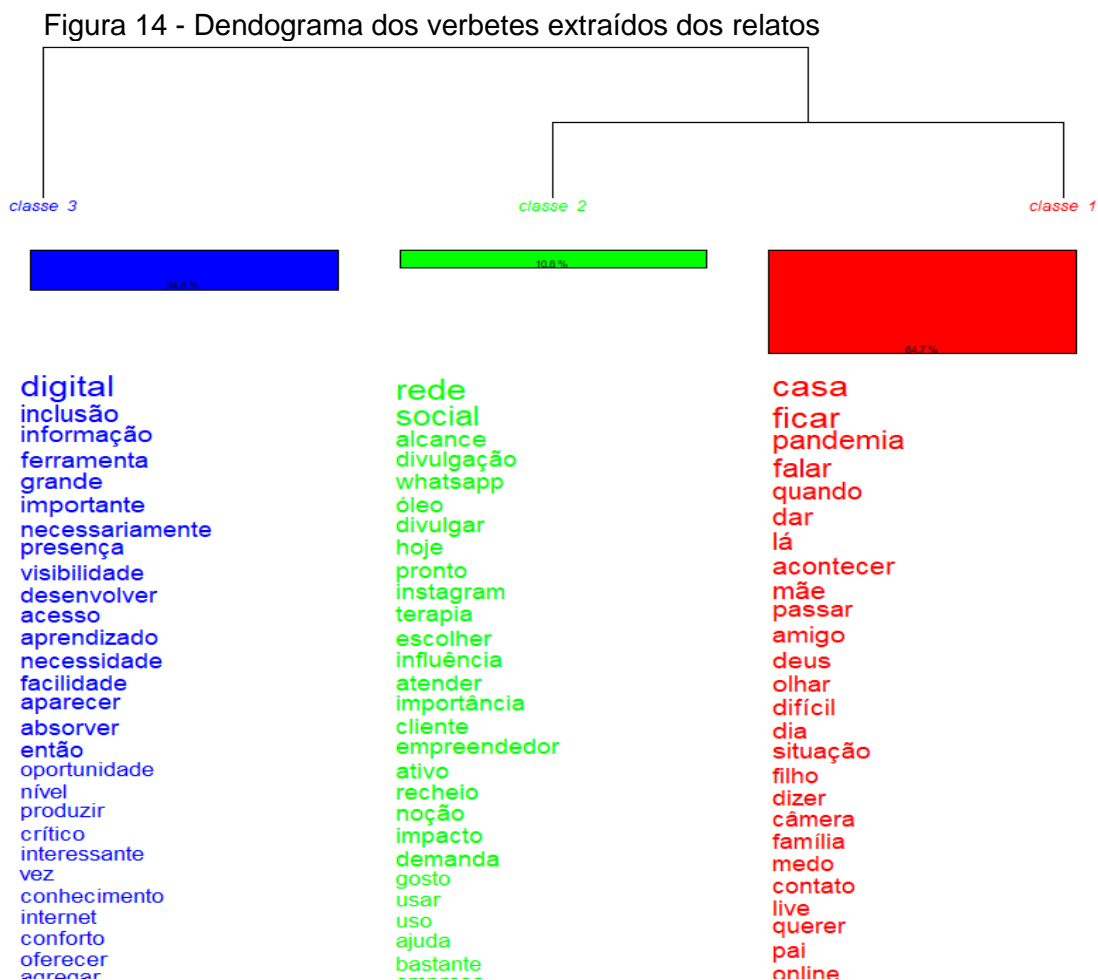 Figura 14 - Dendograma dos verbetes extraídos dos relatos
classe 3
classe 2
classe 1
24.5 %
10.8 %
64.7 %
digital
inclusão
informação
ferramenta
grande
importante
necessariamente
presença
visibilidade
desenvolver
acesso
aprendizado
necessidade
facilidade
aparecer
absorver
então
oportunidade
nível
produzir
crítico
interessante
vez
conhecimento
internet
conforto
oferecer
agregar
rede
social
alcance
divulgação
whatsapp
óleo
divulgar
hoje
pronto
instagram
terapia
escolher
influência
atender
importância
cliente
empreendedor
ativo
recheio
noção
impacto
demanda
gosto
usar
uso
ajuda
bastante
casa
ficar
pandemia
falar
quando
dar
lá
acontecer
mãe
passar
amigo
deus
olhar
difícil
dia
situação
filho
dizer
câmera
família
medo
contato
live
querer
pai
online